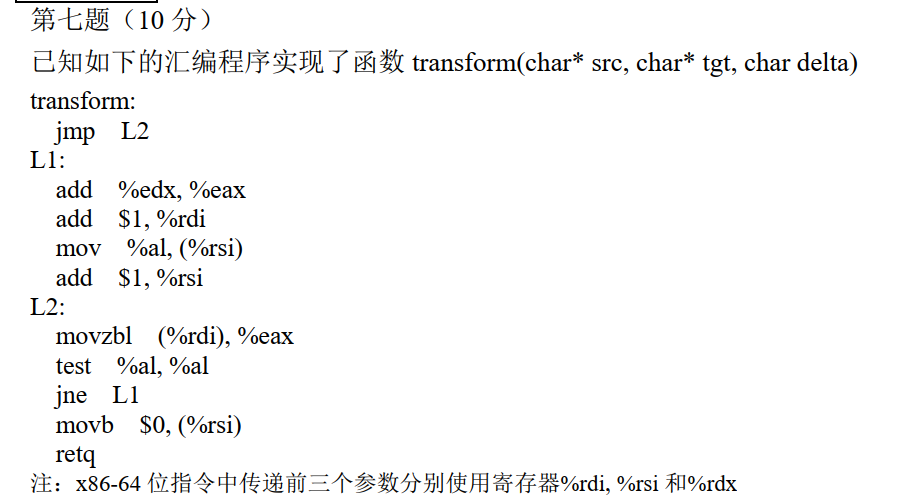 第七题（10 分）
已知如下的汇编程序实现了函数 transform(char* src, char* tgt, char delta)
transform:
jmp L2
L1:
add %edx, %eax
add $1, %rdi
mov %al, (%rsi)
add $1, %rsi
L2:
movzbl (%rdi), %eax
test %al, %al
jne L1
movb $0, (%rsi)
retq
注：x86-64 位指令中传递前三个参数分别使用寄存器%rdi, %rsi 和%rdx